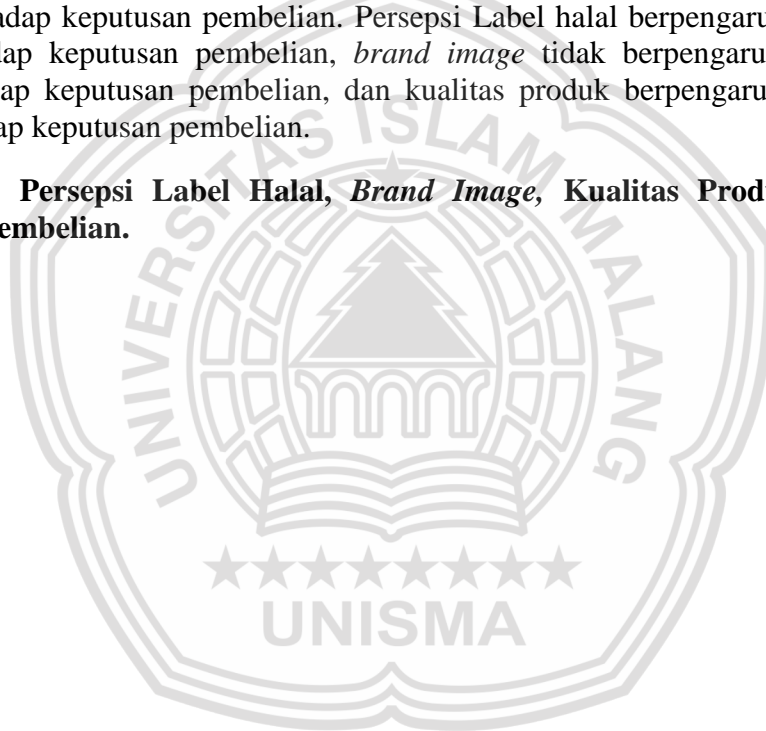 adap keputusan pembelian. Persepsi Label halal berpengaru
dap keputusan pembelian, brand image tidak berpengaru
ap keputusan pembelian, dan kualitas produk berpengaru
ap keputusan pembelian.
Persepsi Label Halal, Brand Image, Kualitas Prod
embelian.
UNIVERSITAS ISLAM MALANG
UNISMA